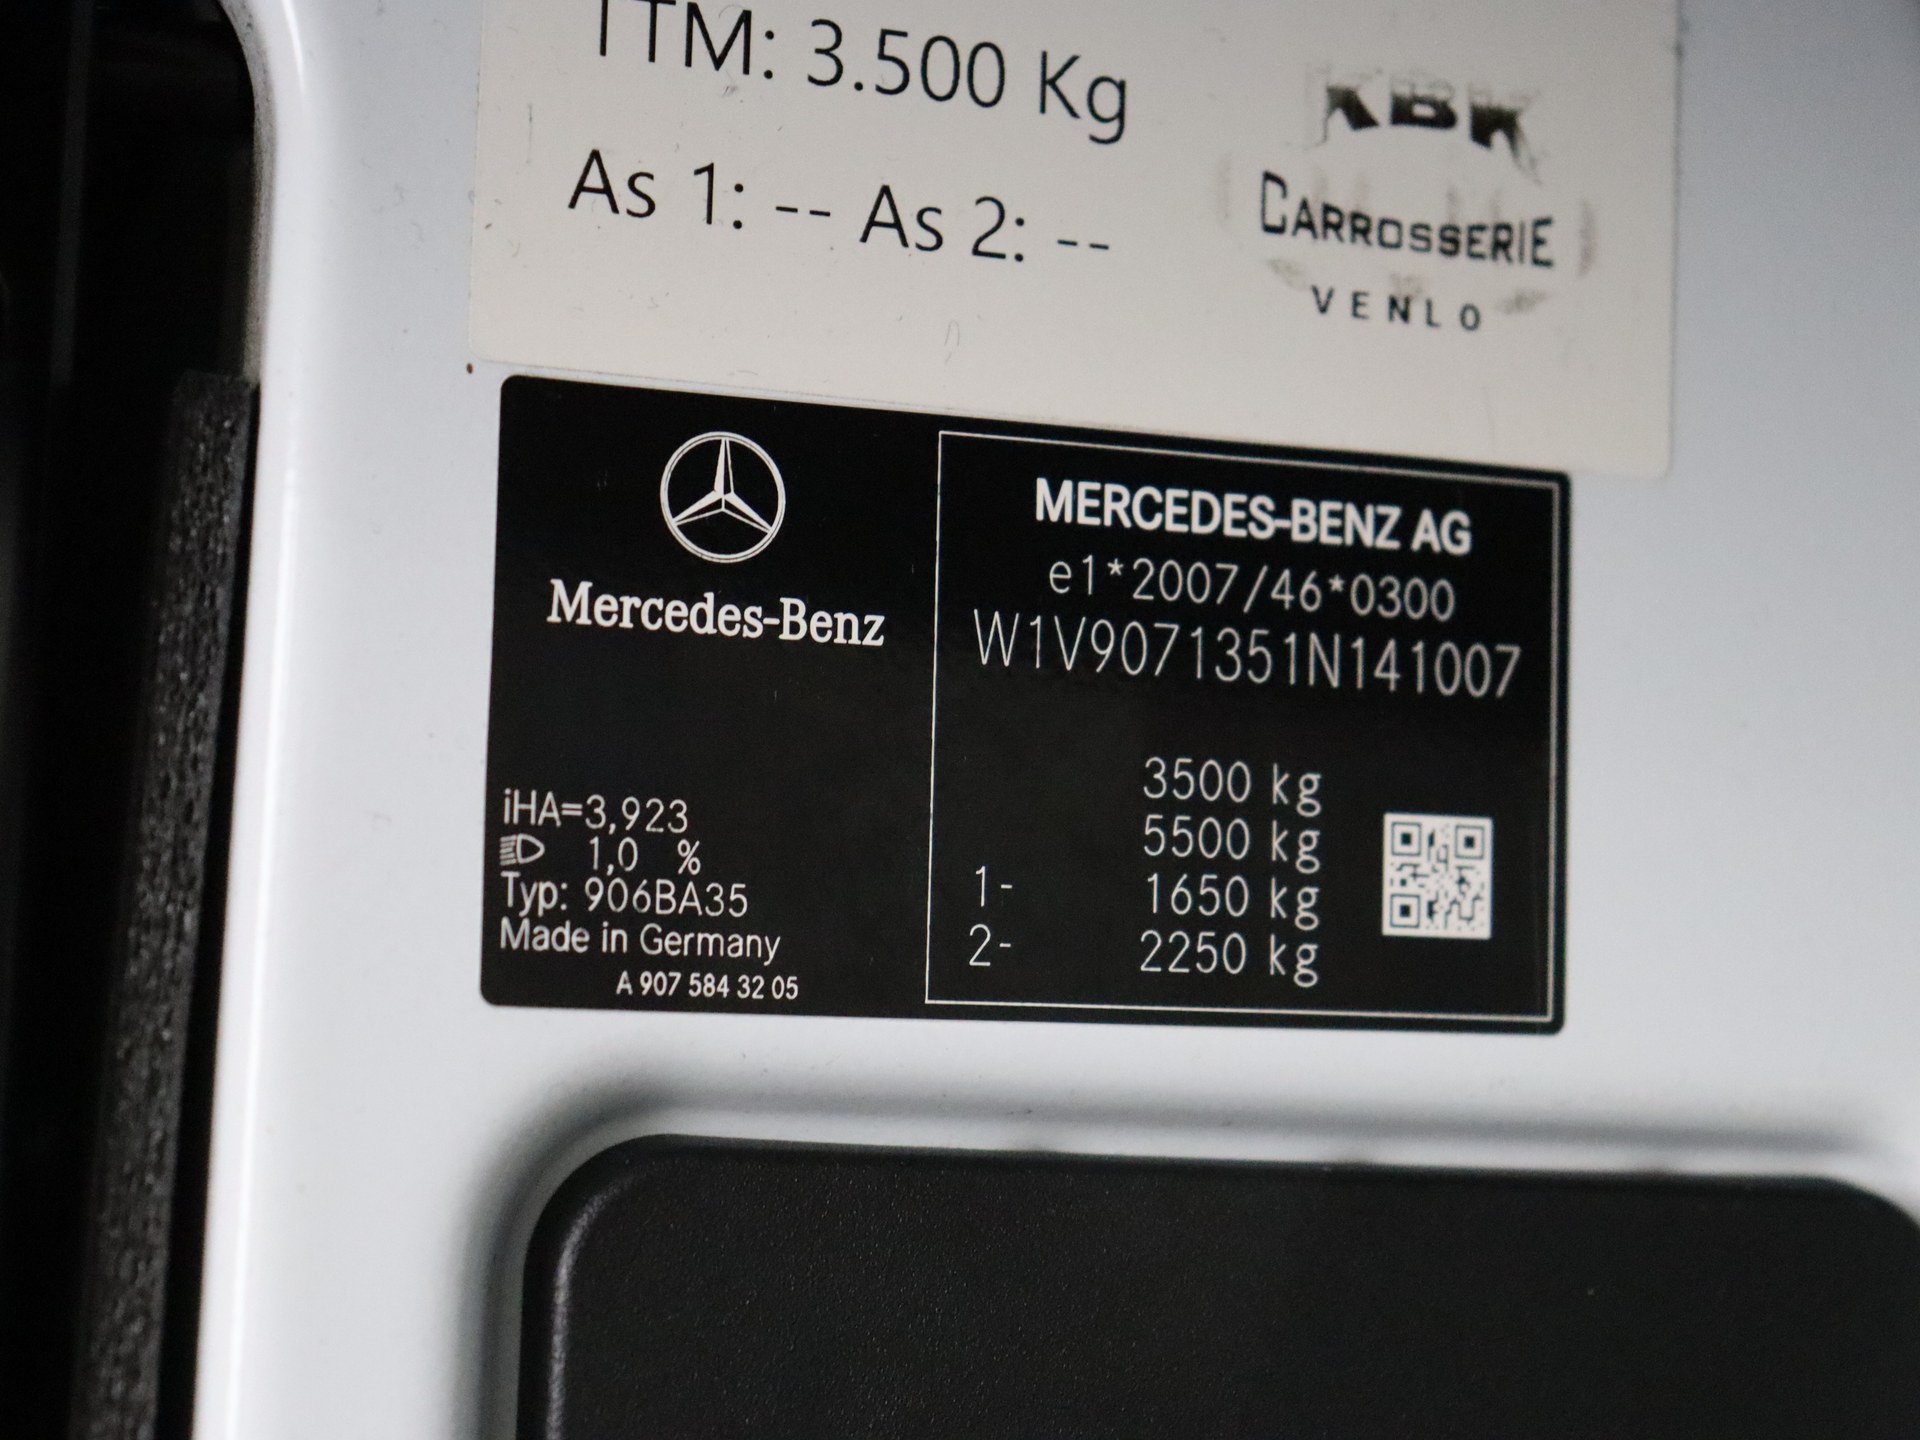 TTM: 3.500 Kg
As 1: -- As 2: --
KBK
CARROSSERIE
VENLO
Mercedes-Benz
iHA=3,923
1,0 %
Typ: 906BA35
Made in Germany
A 907 584 32 05
MERCEDES-BENZ AG
e1*2007/46*0300
W1V9071351N141007
3500 kg
5500 kg
1- 1650 kg
2- 2250 kg